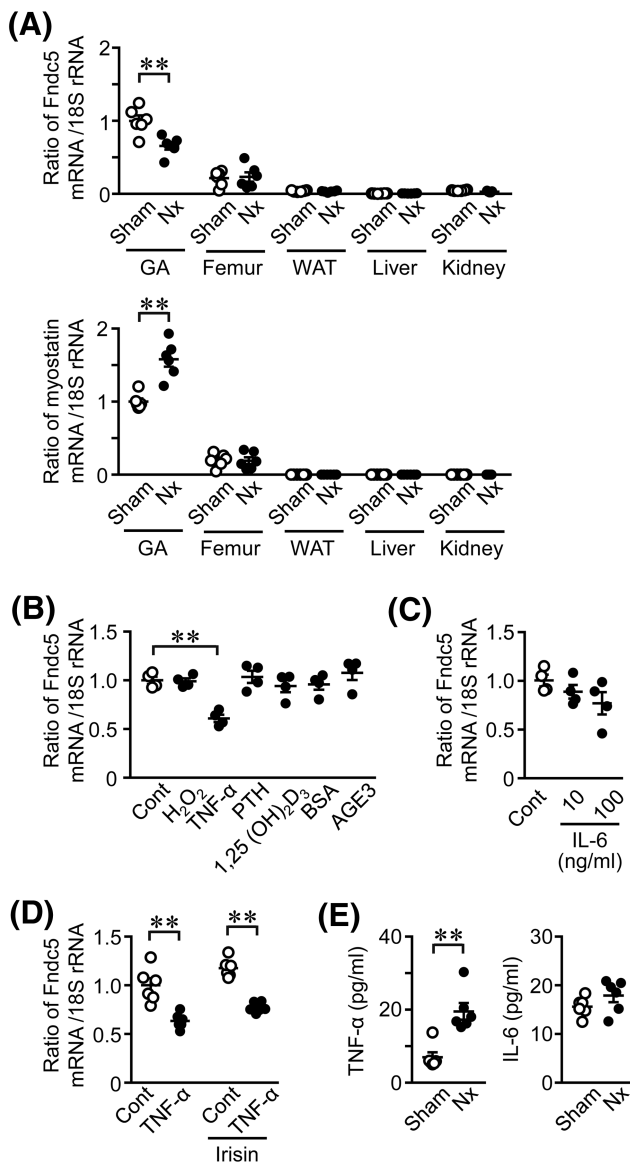 (A)
Ratio of Fndc5
mRNA /18S rRNA
2
1
0
**
Sham
Nx
Sham
Nx
Sham
Nx
Sham
Nx
Sham
Nx
GA
Femur
WAT
Liver
Kidney
Ratio of myostatin
mRNA /18S rRNA
2
1
0
**
Sham
Nx
Sham
Nx
Sham
Nx
Sham
Nx
Sham
Nx
GA
Femur
WAT
Liver
Kidney
(B)
Ratio of Fndc5
mRNA /18S rRNA
1.5
1.0
0.5
0
**
Cont
H₂O₂
TNF-α
PTH
1,25 (OH)₂D₃
BSA
AGE3
(C)
Ratio of Fndc5
mRNA /18S rRNA
1.5
1.0
0.5
0
Cont
10
100
IL-6
(ng/ml)
(D)
Ratio of Fndc5
mRNA /18S rRNA
1.5
1.0
0.5
0
**
**
Cont
TNF-α
Cont
TNF-α
Irisin
(E)
TNF-α (pg/ml)
40
20
0
**
Sham
Nx
IL-6 (pg/ml)
30
15
0
Sham
Nx